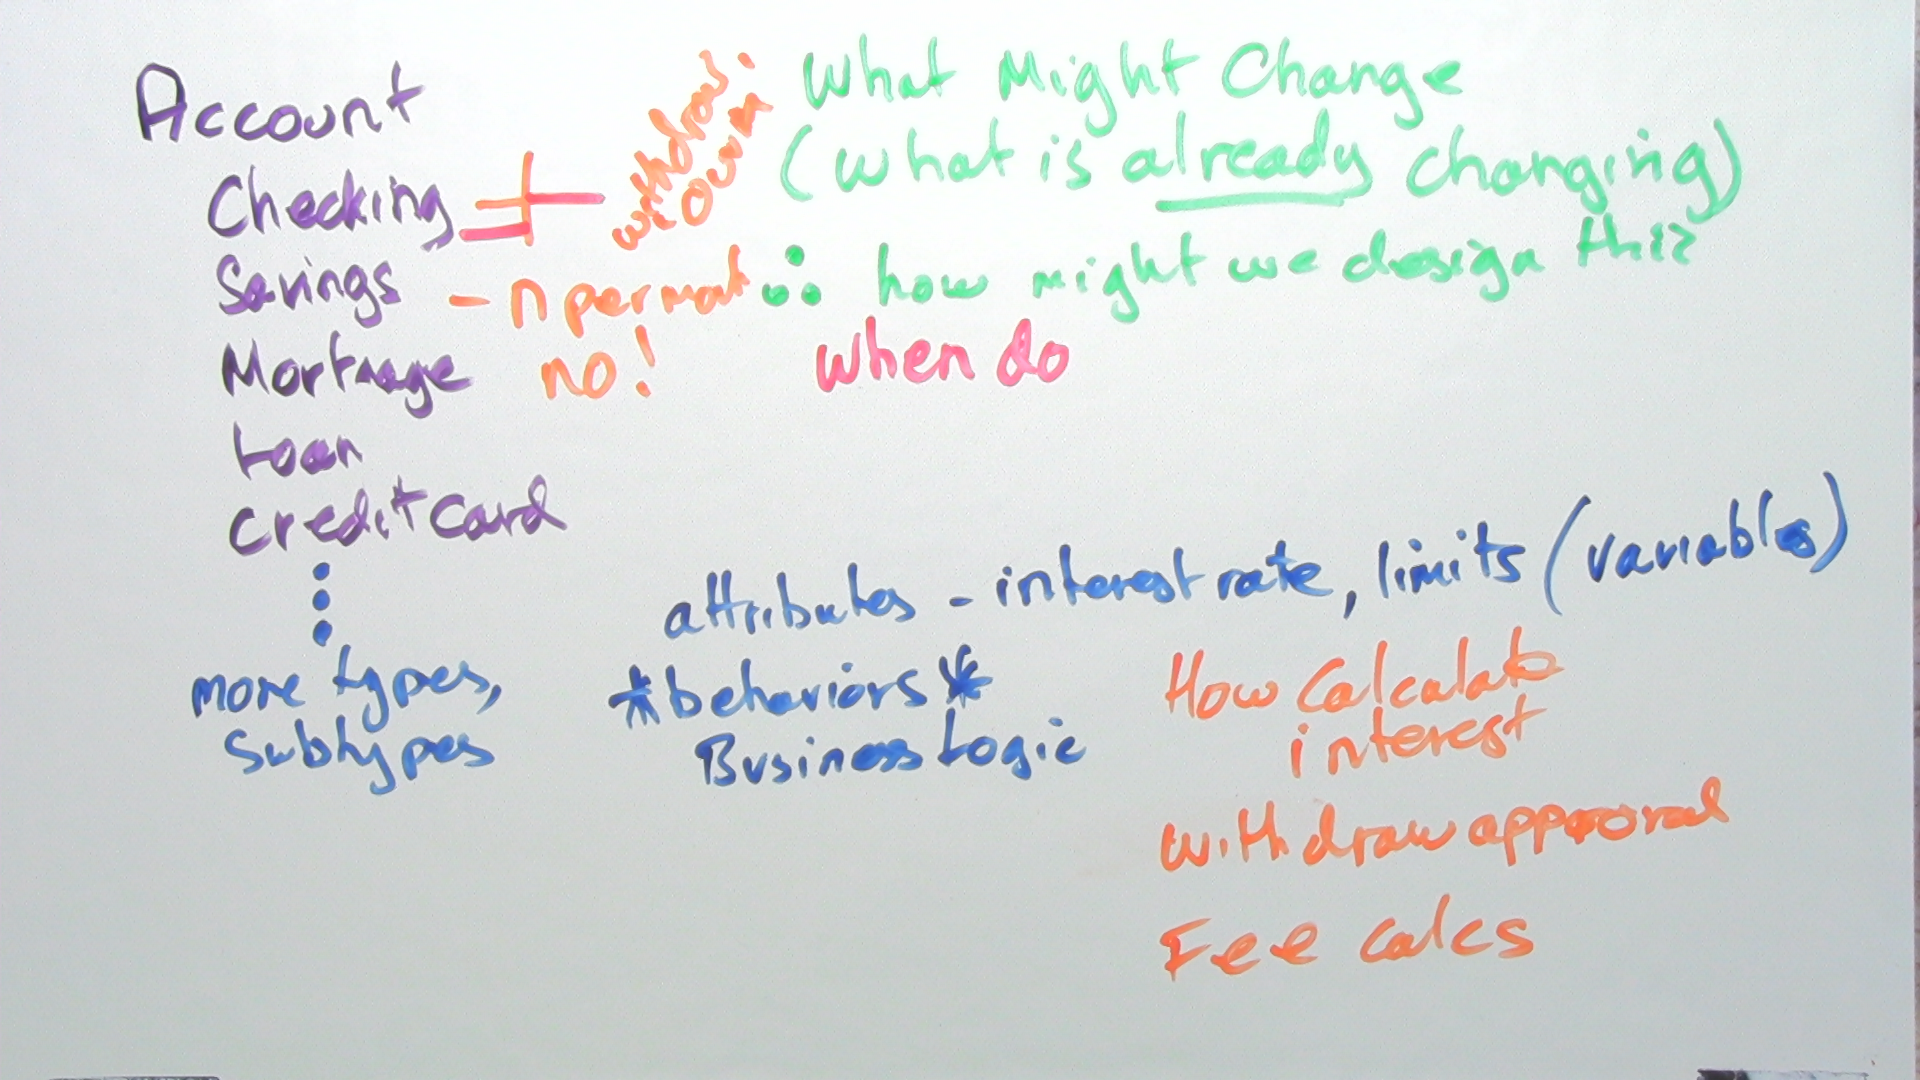 Account
Checking
Savings - n per mont
Mortgage no!
Loan
Credit Card
more types,
Subtypes
withdraw.
What Might Change
(What is already changing)
∴ how might we design this
when do
attributes - interest rate, limits (variables)
*behaviors*
Business Logic
How Calculate
interest
withdraw approval
Fee calcs